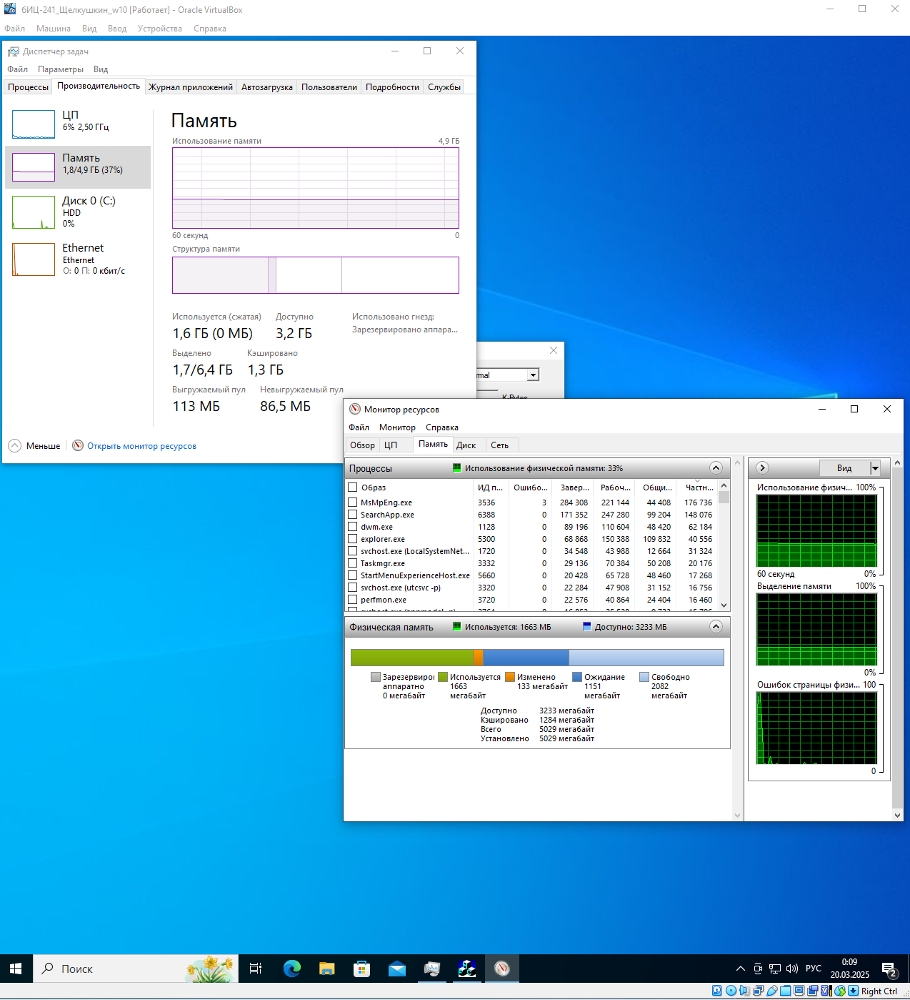 6ИЦ-241_Щелкушкин_w10 [Работает] - Oracle VirtualBox
Файл Машина Вид Ввод Устройства Справка
Диспетчер задач
Файл Параметры Вид
Процессы Производительность Журнал приложений Автозагрузка Пользователи Подробности Службы
ЦП
6% 2,50 ГГц
Память
1,8/4,9 ГБ (37%)
Диск 0 (C:)
HDD
0%
Ethernet
Ethernet
О: 0 П: 0 кбит/с
Память
Использование памяти 4,9 ГБ
60 секунд 0
Структура памяти
Используется (сжатая) Доступно
1,6 ГБ (0 МБ) 3,2 ГБ
Выделено Кэшировано
1,7/6,4 ГБ 1,3 ГБ
Выгружаемый пул Невыгружаемый пул
113 МБ 86,5 МБ
Использовано гнезд:
Зарезервировано аппара...
Меньше Открыть монитор ресурсов
mal
K-Bytes
Монитор ресурсов
Файл Монитор Справка
Обзор ЦП Память Диск Сеть
Процессы Использование физической памяти: 33%
Образ ИД п... Ошибо... Завер... Рабоч... Общи... Частн...
MsMpEng.exe 3536 3 284 308 221 144 44 408 176 736
SearchApp.exe 6388 0 171 352 247 280 99 204 148 076
dwm.exe 1128 0 89 196 110 604 48 420 62 184
explorer.exe 5300 0 68 868 150 388 109 832 40 556
svchost.exe (LocalSystemNet... 1720 0 34 548 43 988 12 664 31 324
Taskmgr.exe 3332 0 29 136 70 384 50 208 20 176
StartMenuExperienceHost.exe 5660 0 20 428 65 728 48 460 17 268
svchost.exe (utcsvc -p) 3320 0 22 284 47 908 31 152 16 756
perfmon.exe 3720 0 22 576 40 864 24 404 16 460
Физическая память Используется: 1663 МБ Доступно: 3233 МБ
Зарезервиро Используется Изменено Ожидание Свободно
аппаратно 1663 133 мегабайт 1151 2082
0 мегабайт мегабайт мегабайт мегабайт
Доступно 3233 мегабайт
Кэшировано 1284 мегабайт
Всего 5029 мегабайт
Установлено 5029 мегабайт
Вид
Использование физич... 100%
60 секунд 0%
Выделение памяти 100%
0%
Ошибок страницы физи... 100
0
Поиск
РУС
0:09
20.03.2025
2
Right Ctrl